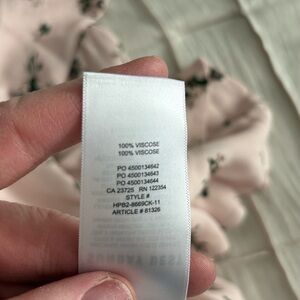 100% VISCOSE
100% VISCOSE
PO 4500134642
PO 4500134643
PO 4500134644
CA 23725 RN 122354
STYLE #
HPB2-8669CK-11
ARTICLE # 81326